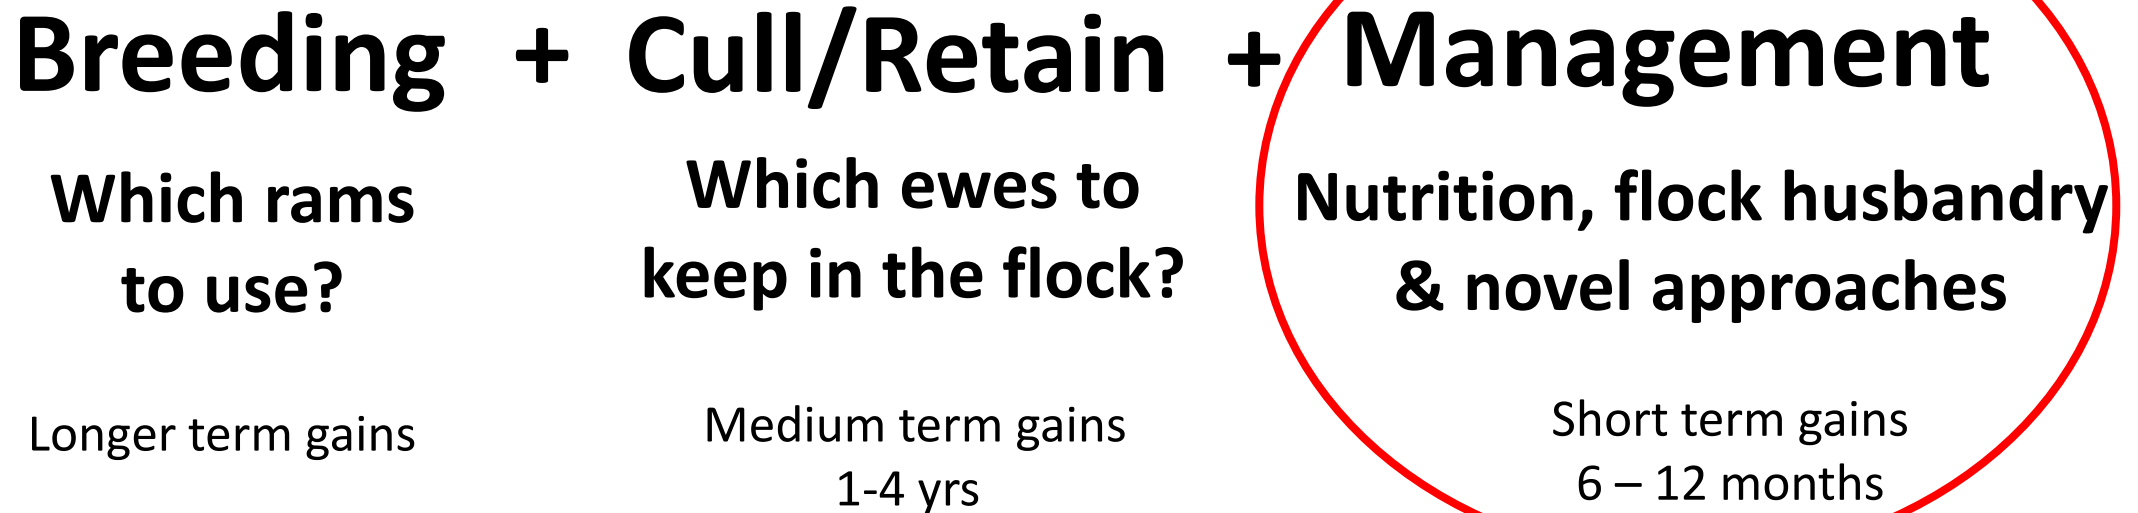 Breeding + Cull/Retain + Management
Which rams
to use?
Which ewes to
keep in the flock?
Nutrition, flock husbandry
& novel approaches
Longer term gains
Medium term gains
1-4 yrs
Short term gains
6 – 12 months